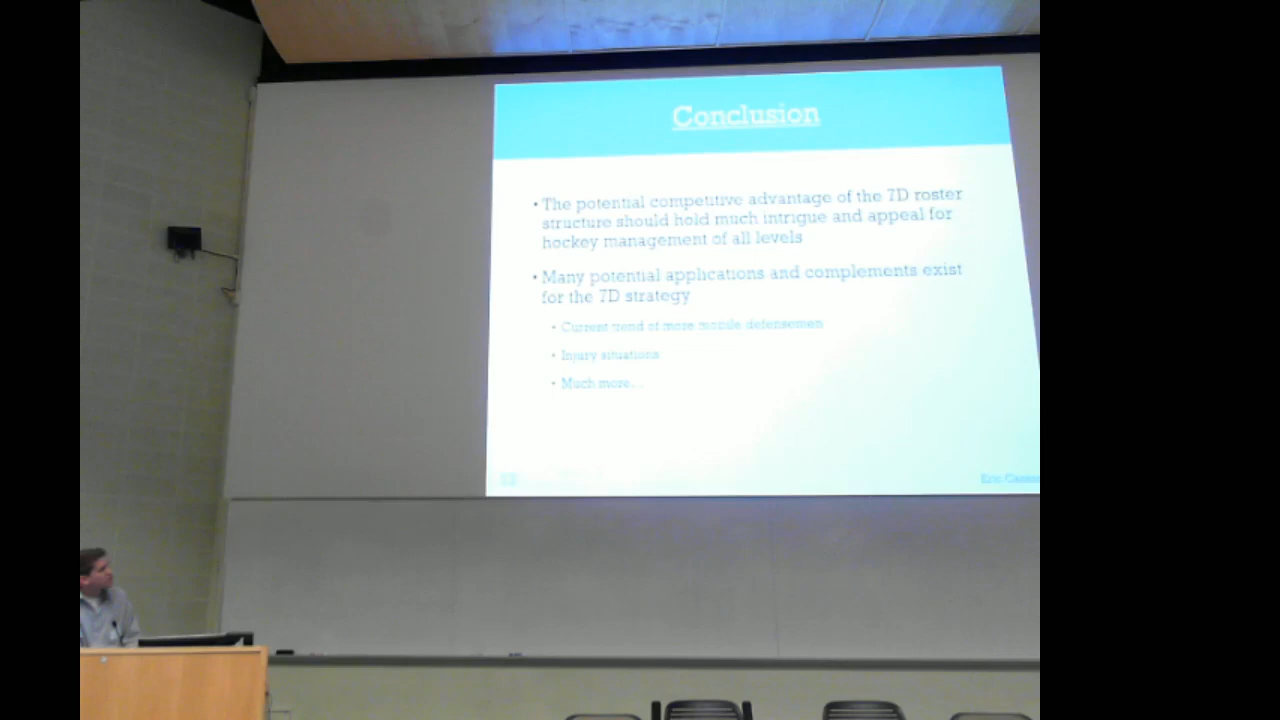 Conclusion
• The potential competitive advantage of the 7D roster
structure should hold much intrigue and appeal for
hockey management of all levels
• Many potential applications and complements exist
for the 7D strategy
• Current trend of more mobile defensemen
• Injury situations
• Much more...
Eric